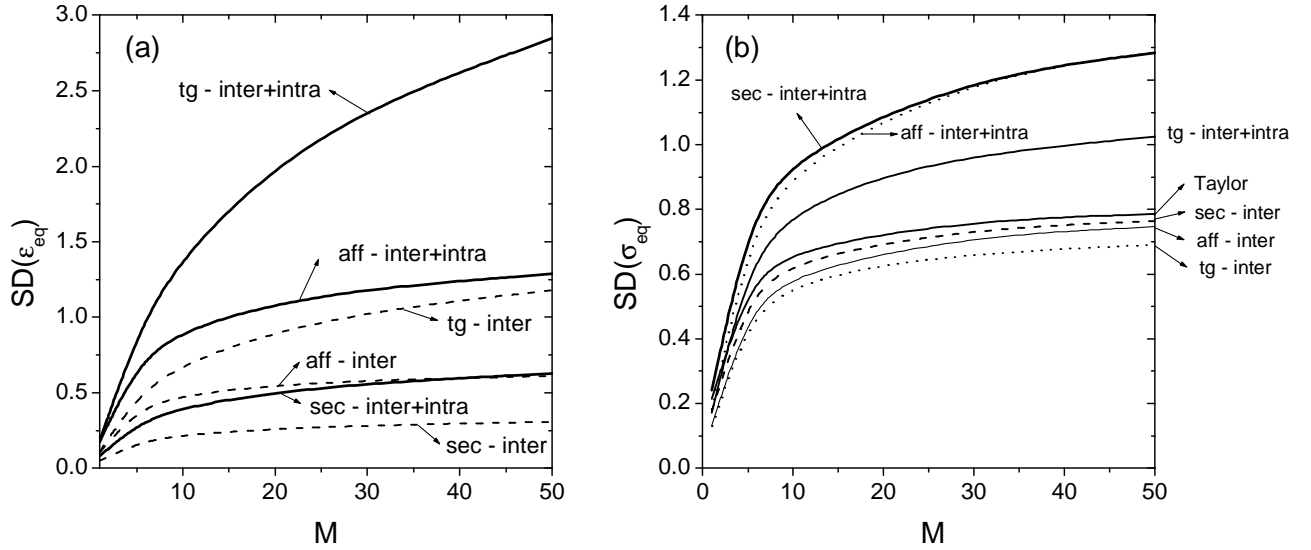 (a)
3.0
2.5
2.0
1.5
1.0
0.5
0.0
SD(εeq)
tg - inter+intra
aff - inter+intra
tg - inter
aff - inter
sec - inter+intra
sec - inter
10 20 30 40 50
M
(b)
1.4
1.2
1.0
0.8
0.6
0.4
0.2
0.0
SD(σeq)
sec - inter+intra
aff - inter+intra
tg - inter+intra
Taylor
sec - inter
aff - inter
tg - inter
0 10 20 30 40 50
M